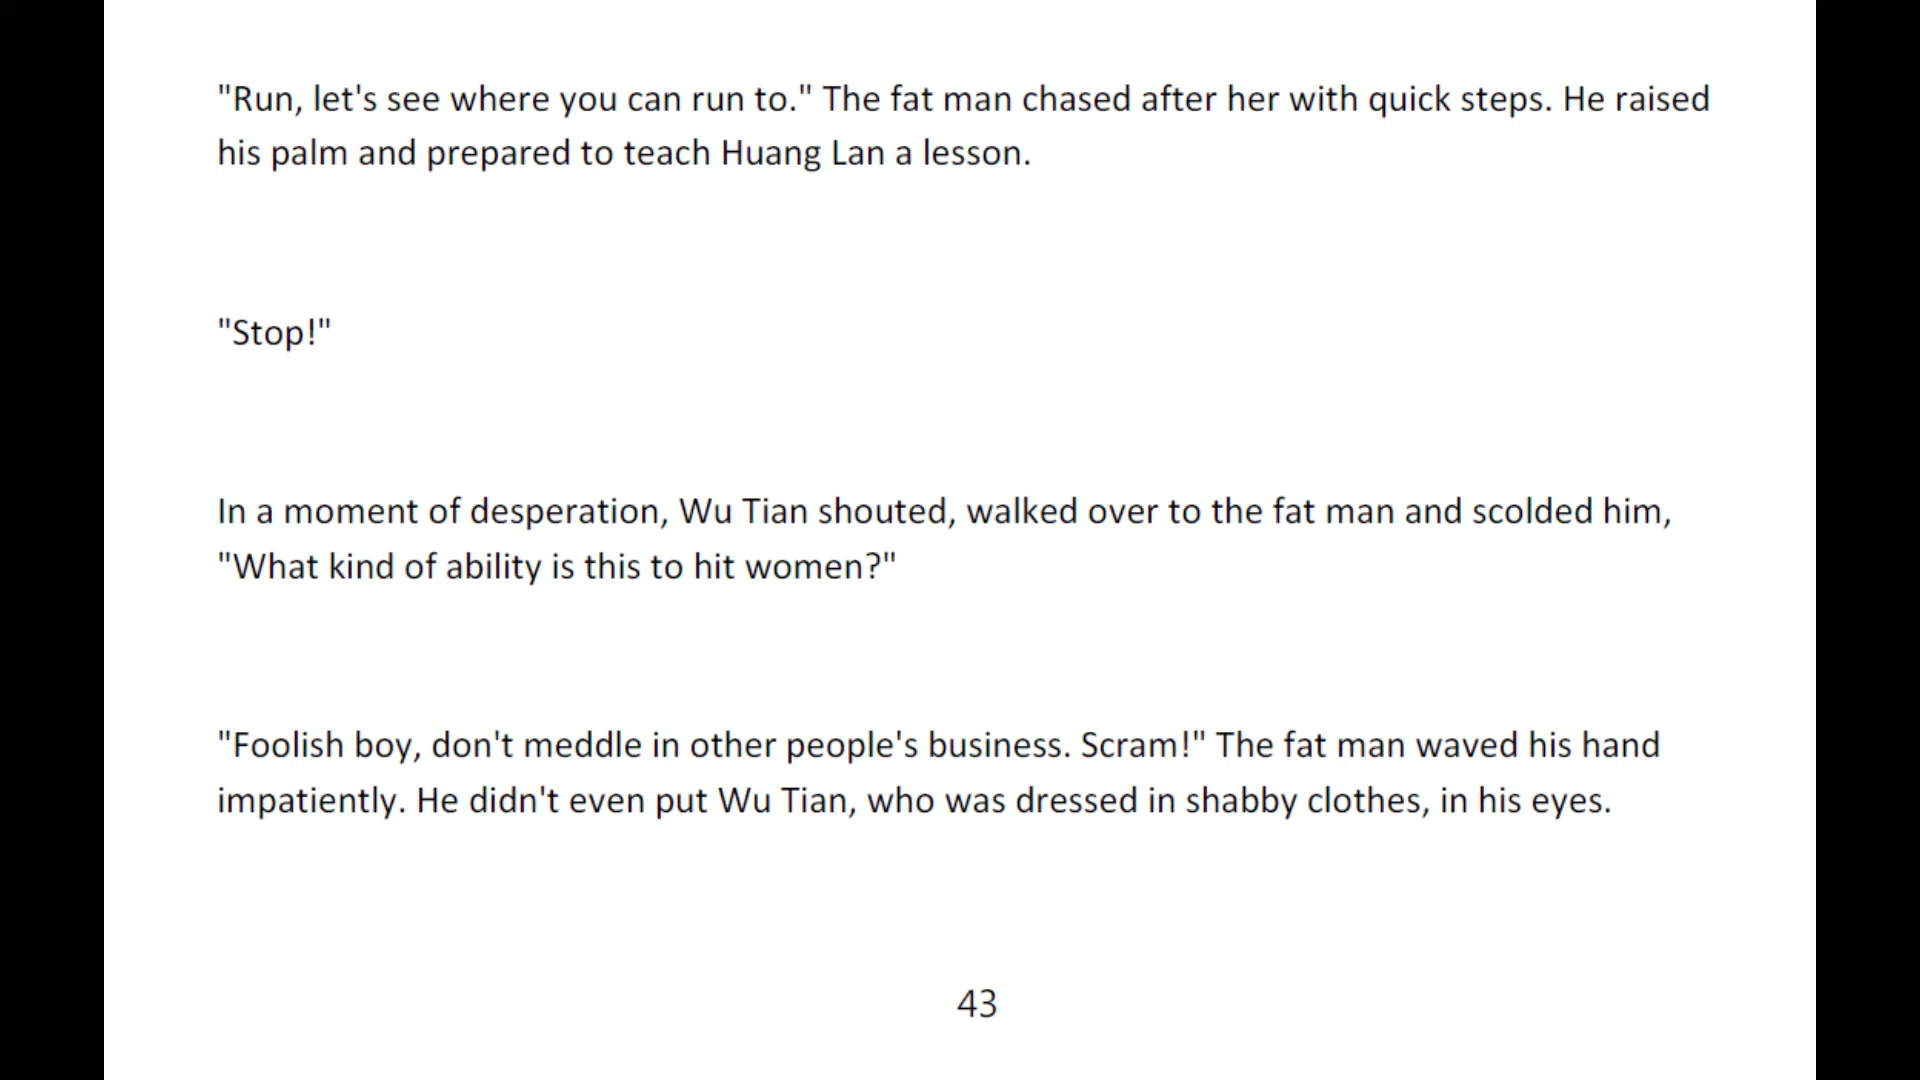 "Run, let's see where you can run to." The fat man chased after her with quick steps. He raised
his palm and prepared to teach Huang Lan a lesson.
"Stop!"
In a moment of desperation, Wu Tian shouted, walked over to the fat man and scolded him,
"What kind of ability is this to hit women?"
"Foolish boy, don't meddle in other people's business. Scram!" The fat man waved his hand
impatiently. He didn't even put Wu Tian, who was dressed in shabby clothes, in his eyes.
43